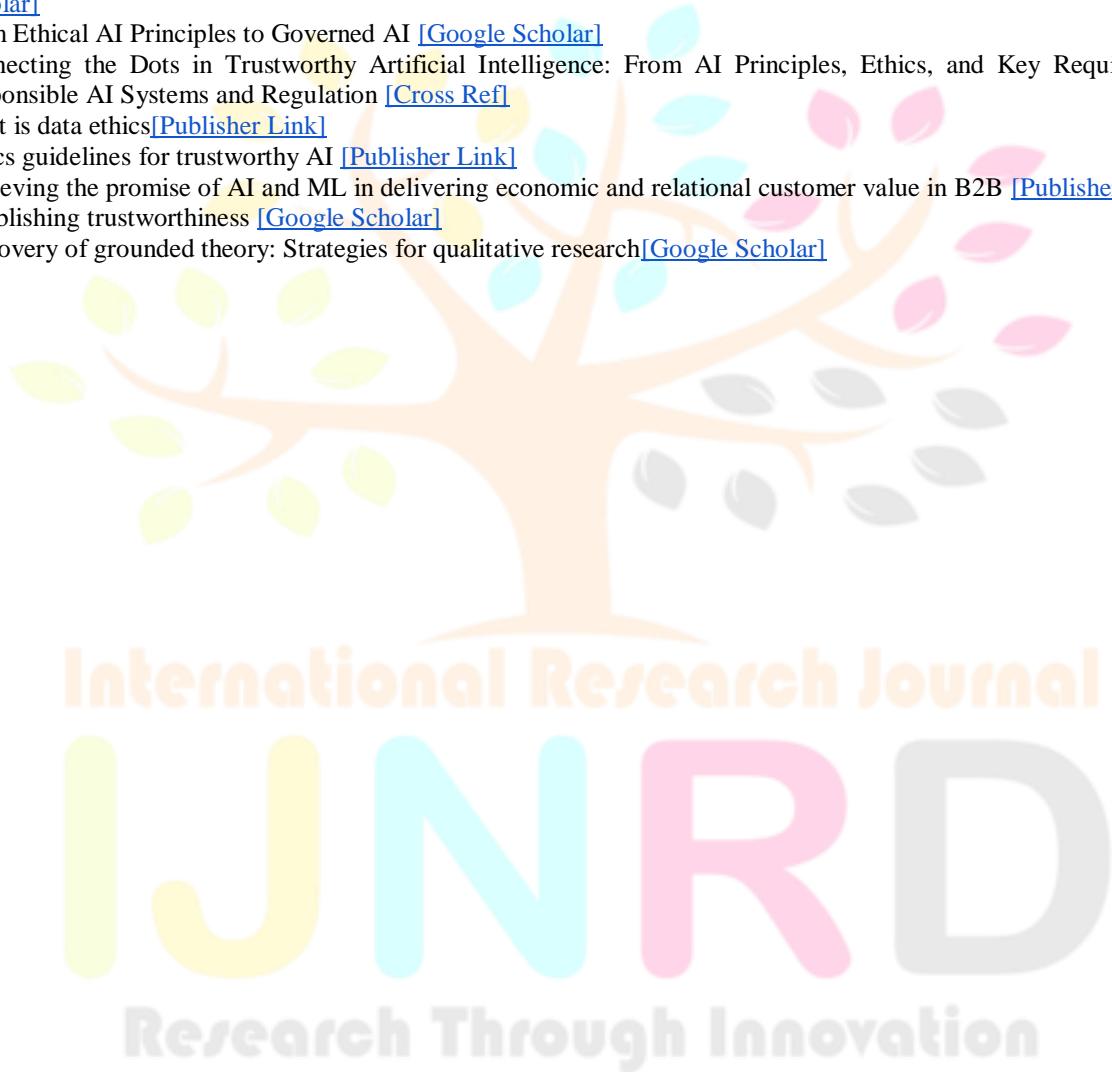 lar]
n Ethical AI Principles to Governed AI [Google Scholar]
necting the Dots in Trustworthy Artificial Intelligence: From AI Principles, Ethics, and Key Requi
ponsible AI Systems and Regulation [Cross Ref]
t is data ethics[Publisher Link]
cs guidelines for trustworthy AI [Publisher Link]
ieving the promise of AI and ML in delivering economic and relational customer value in B2B [Publishe
blishing trustworthiness [Google Scholar]
overy of grounded theory: Strategies for qualitative research[Google Scholar]
International Research Journal
IJNRD
Research Through Innovation